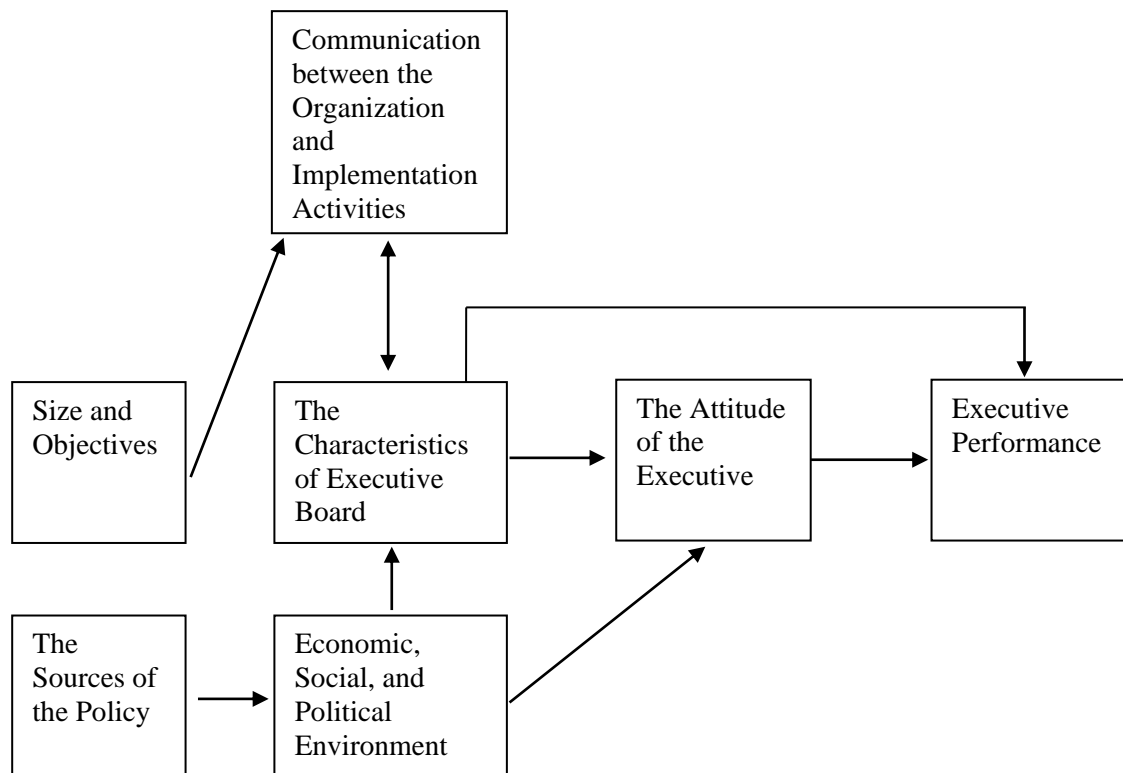 Communication
between the
Organization
and
Implementation
Activities
Size and
Objectives
The
Characteristics
of Executive
Board
The Attitude
of the
Executive
Executive
Performance
The
Sources of
the Policy
Economic,
Social, and
Political
Environment